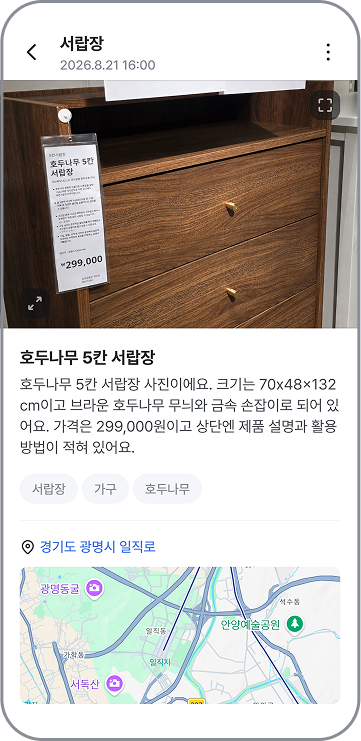 서랍장
2026.8.21 16:00
호두나무 5칸
서랍장
₩299,000
호두나무 5칸 서랍장
호두나무 5칸 서랍장 사진이에요. 크기는 70x48×132
cm이고 브라운 호두나무 무늬와 금속 손잡이로 되어 있
어요. 가격은 299,000원이고 상단엔 제품 설명과 활용
방법이 적혀 있어요.
서랍장
가구
호두나무
경기도 광명시 일직로
광명동굴
석수동
안양예술공원
일직동
가학동
일직지
서독산